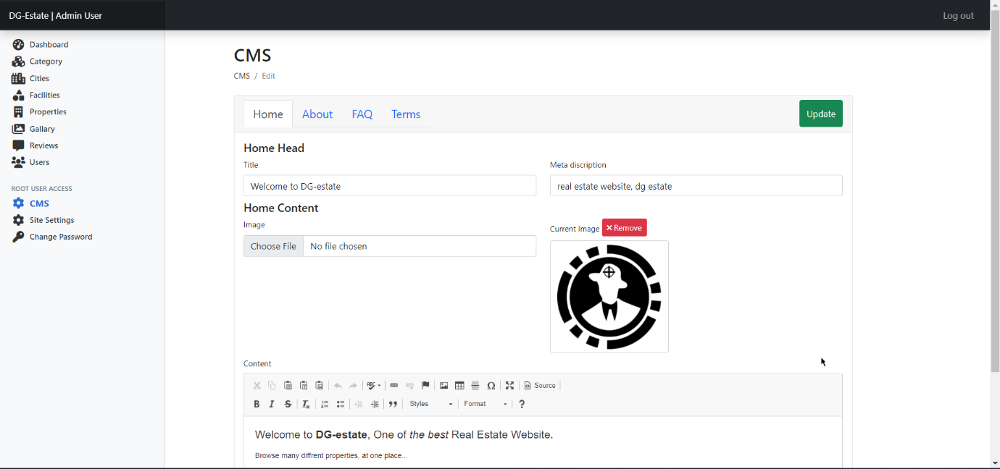 DG-Estate | Admin User
Log out
Dashboard
Category
Cities
Facilities
Properties
Gallary
Reviews
Users
ROOT USER ACCESS
CMS
Site Settings
Change Password
CMS
CMS / Edit
Home About FAQ Terms
Update
Home Head
Title
Meta discription
Welcome to DG-estate
real estate website, dg estate
Home Content
Image
Current Image × Remove
Choose File No file chosen
Content
ABC Ω Source
B I S Tx Styles Format ?
Welcome to DG-estate, One of the best Real Estate Website.
Browse many diffrent properties, at one place...